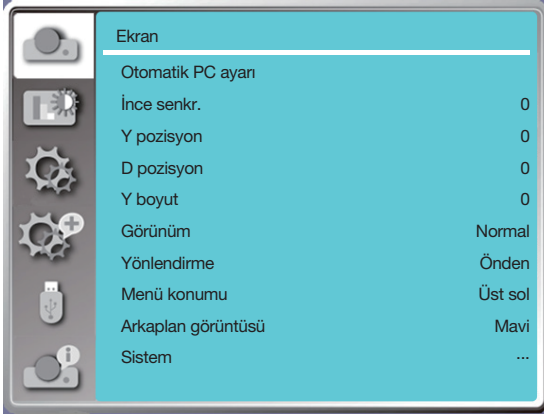 Ekran
Otomatik PC ayarı
İnce senkr. 0
Y pozisyon 0
D pozisyon 0
Y boyut 0
Görünüm Normal
Yönlendirme Önden
Menü konumu Üst sol
Arkaplan görüntüsü Mavi
Sistem ...